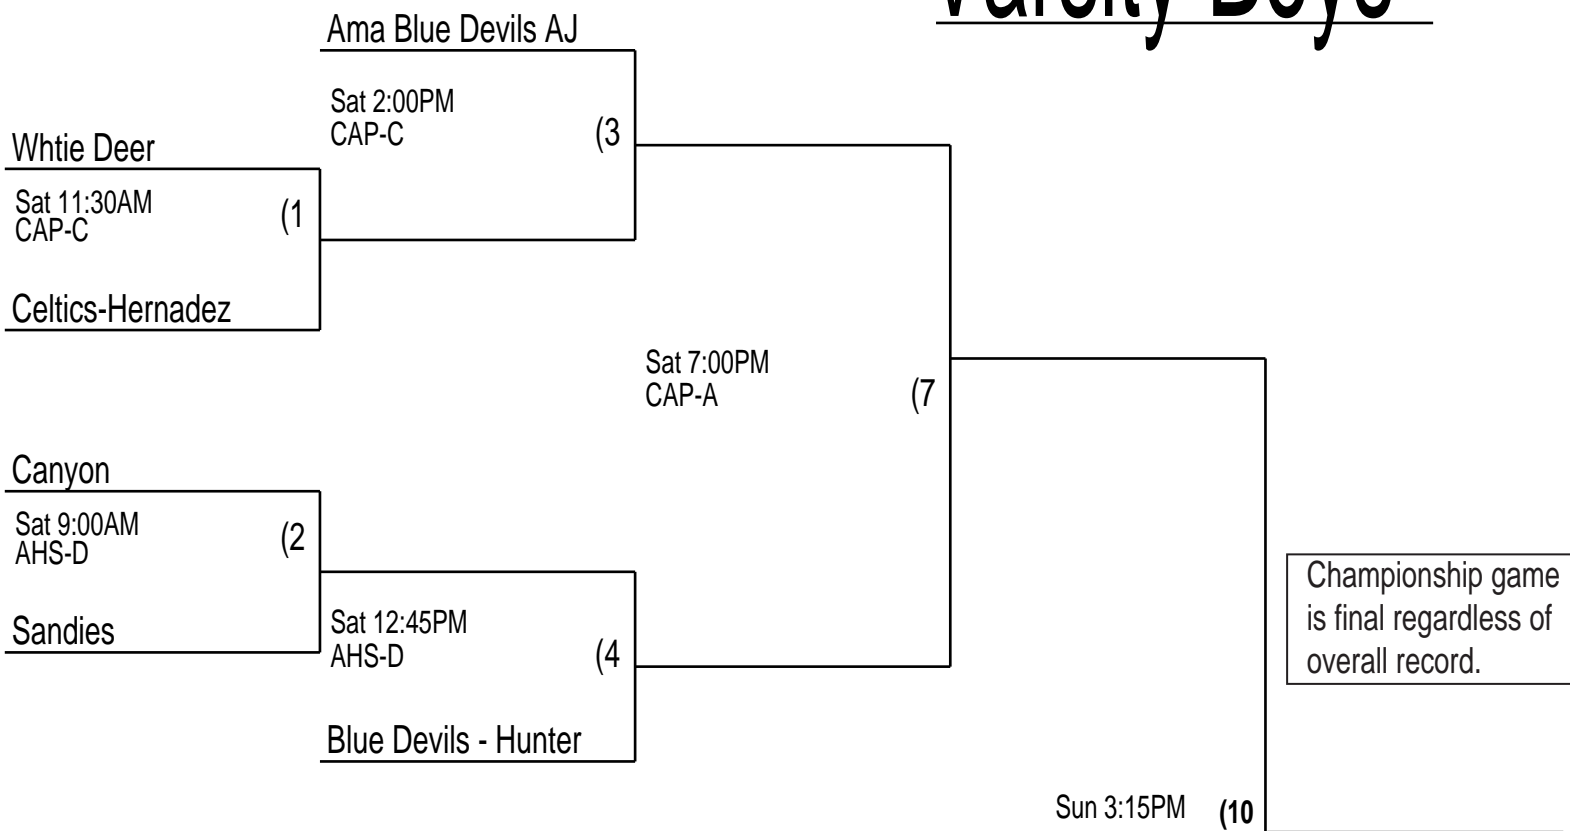 Varsity Boys
Ama Blue Devils AJ
Sat 2:00PM
CAP-C
(3
Whtie Deer
Sat 11:30AM
CAP-C
(1
Celtics-Hernadez
Sat 7:00PM
CAP-A
(7
Canyon
Sat 9:00AM
AHS-D
(2
Sandies
Sat 12:45PM
AHS-D
(4
Blue Devils - Hunter
Championship game
is final regardless of
overall record.
Sun 3:15PM
(10